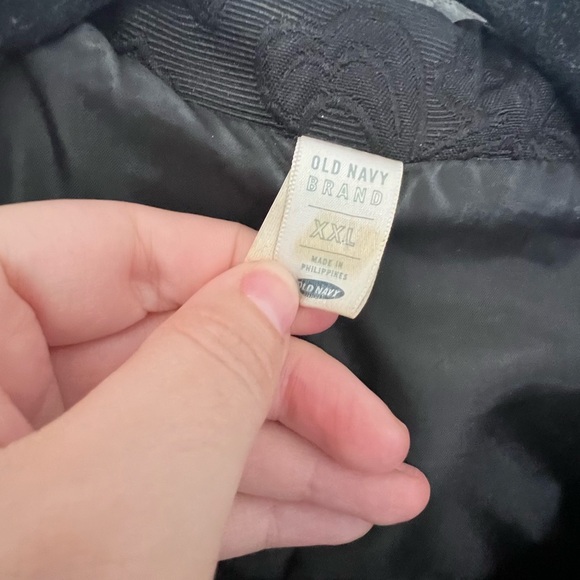 OLD NAVY
BRAND
XXL
MADE IN
PHILIPPINES
OLD NAVY